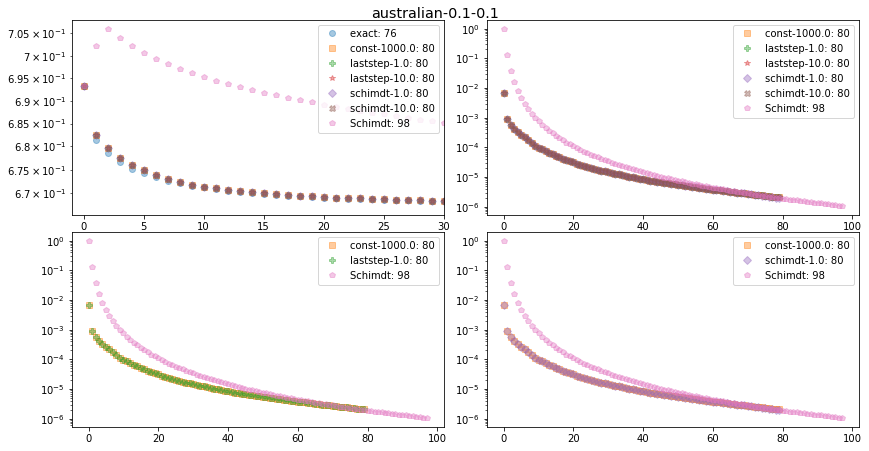 australian-0.1-0.1
7.05 × 10⁻¹
7 × 10⁻¹
6.95 × 10⁻¹
6.9 × 10⁻¹
6.85 × 10⁻¹
6.8 × 10⁻¹
6.75 × 10⁻¹
6.7 × 10⁻¹
0 5 10 15 20 25 30
exact: 76
const-1000.0: 80
laststep-1.0: 80
laststep-10.0: 80
schimdt-1.0: 80
schimdt-10.0: 80
Schimdt: 98
10⁰
10⁻¹
10⁻²
10⁻³
10⁻⁴
10⁻⁵
10⁻⁶
0 20 40 60 80 100
const-1000.0: 80
laststep-1.0: 80
laststep-10.0: 80
schimdt-1.0: 80
schimdt-10.0: 80
Schimdt: 98
10⁰
10⁻¹
10⁻²
10⁻³
10⁻⁴
10⁻⁵
10⁻⁶
0 20 40 60 80 100
const-1000.0: 80
laststep-1.0: 80
Schimdt: 98
10⁰
10⁻¹
10⁻²
10⁻³
10⁻⁴
10⁻⁵
10⁻⁶
0 20 40 60 80 100
const-1000.0: 80
schimdt-1.0: 80
Schimdt: 98